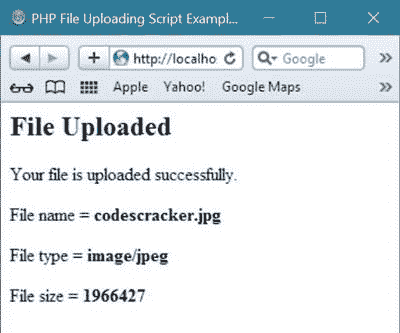 PHP File Uploading Script Exampl...
http://localho
Google
Apple Yahoo! Google Maps
File Uploaded
Your file is uploaded successfully.
File name = codescracker.jpg
File type = image/jpeg
File size = 1966427